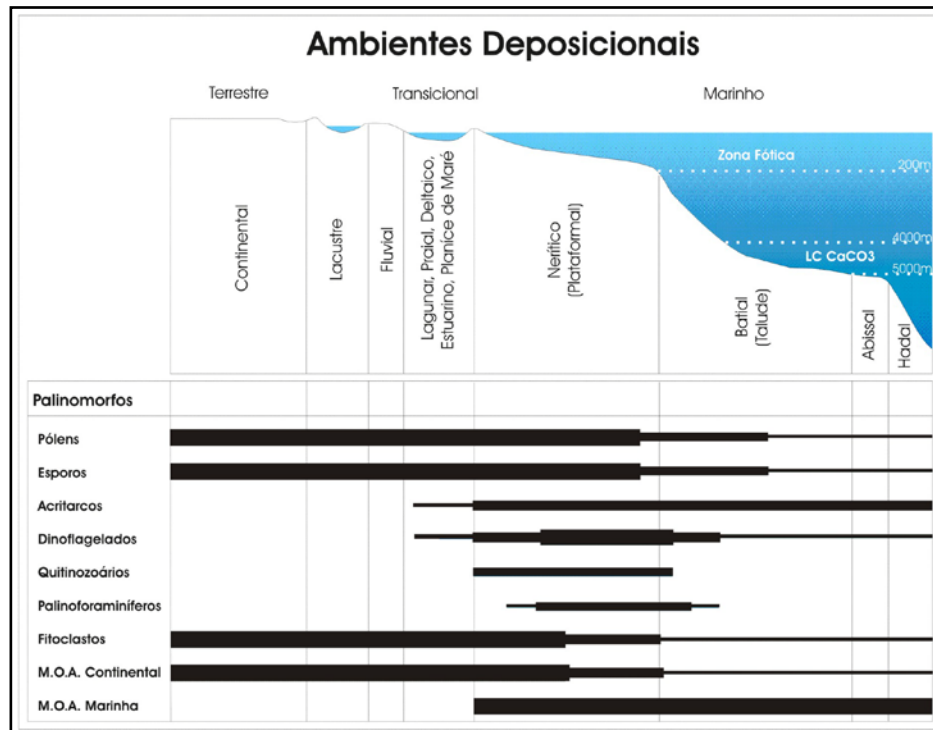 Ambientes Deposicionais
Terrestre
Transicional
Marinho
Zona Fótica
200m
4000m
LC CaCO3
5000m
Continental
Lacustre
Fluvial
Lagunar, Praial, Deltaico,
Estuarino, Planíce de Maré
Nerítico
(Plataformal)
Batial
(Talude)
Abissal
Hadal
Palinomorfos
Pólens
Esporos
Acritarcos
Dinoflagelados
Quitinozoários
Palinoforaminíferos
Fitoclastos
M.O.A. Continental
M.O.A. Marinha